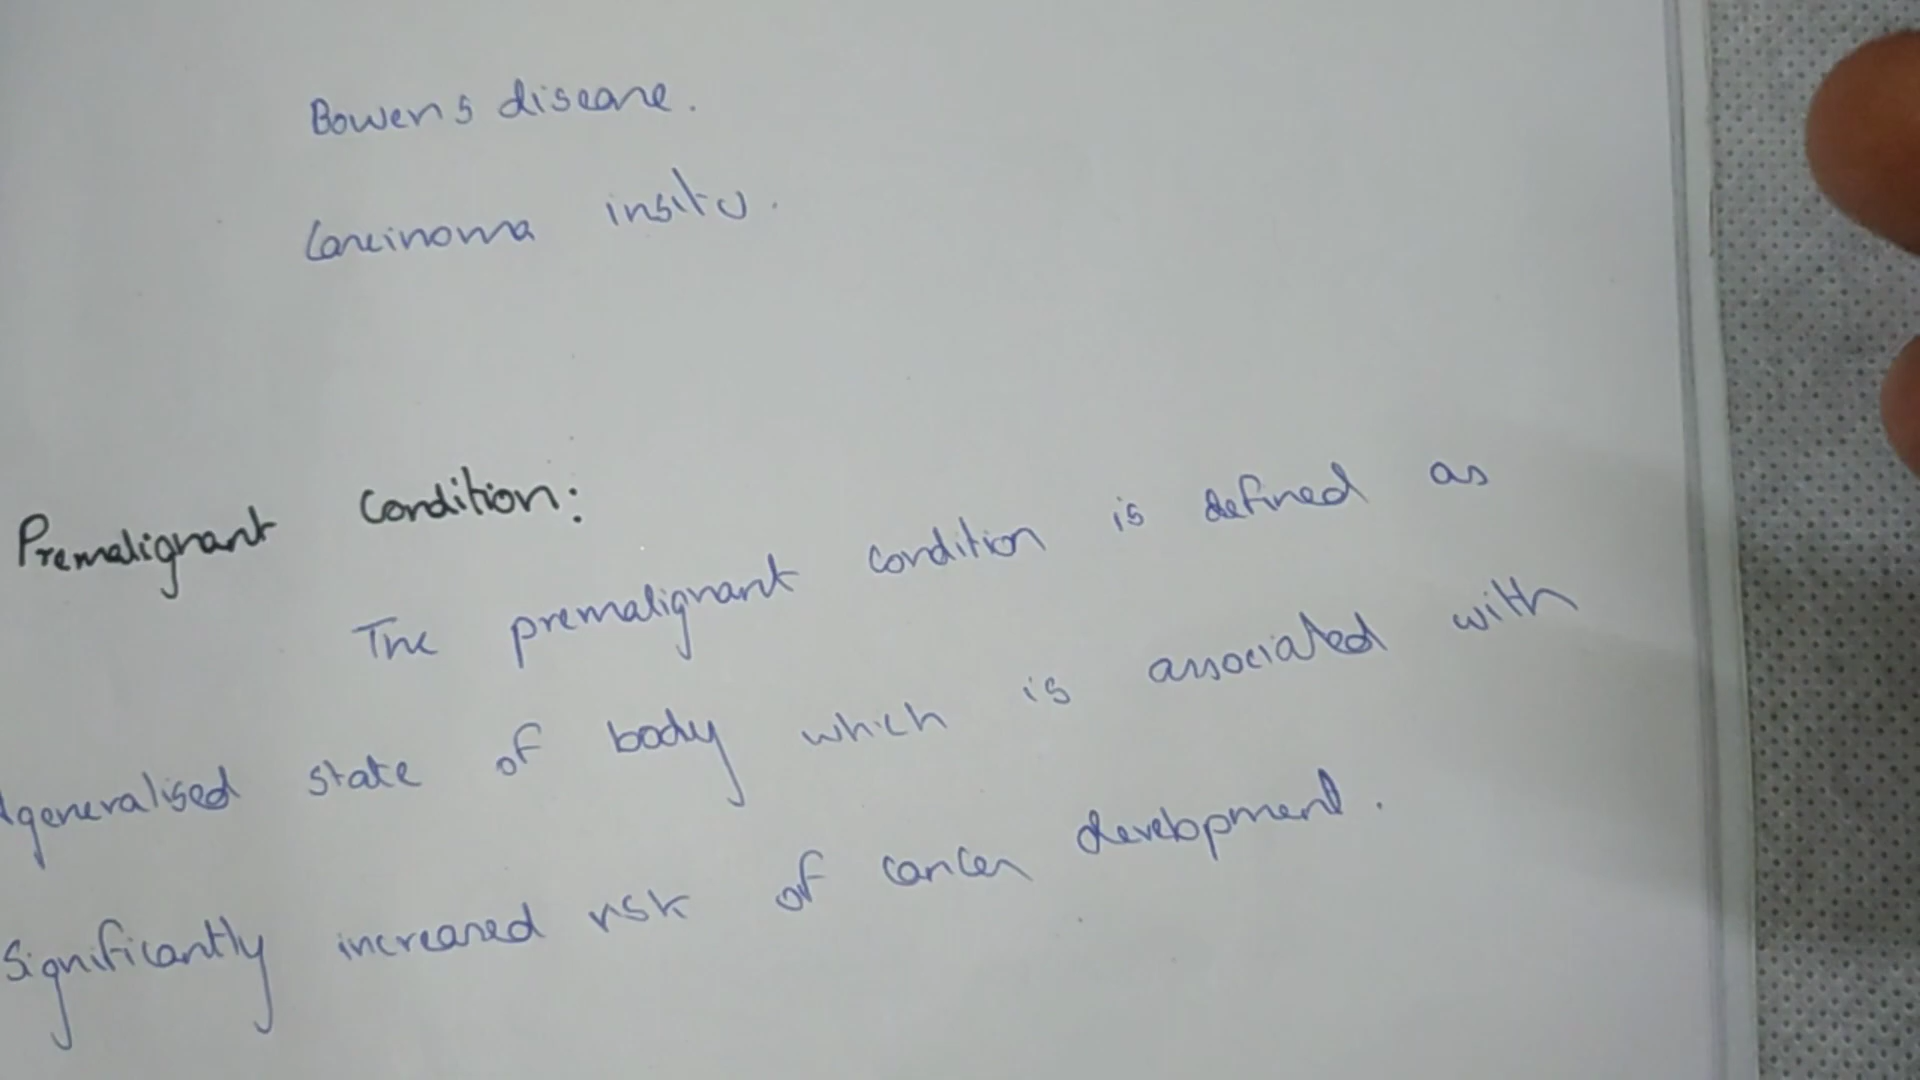 Bowens disease.
Carcinoma insitu.
Premalignant Condition:
The premalignant condition is defined as
generalised state of body which is associated with
Significantly increased risk of cancer development.